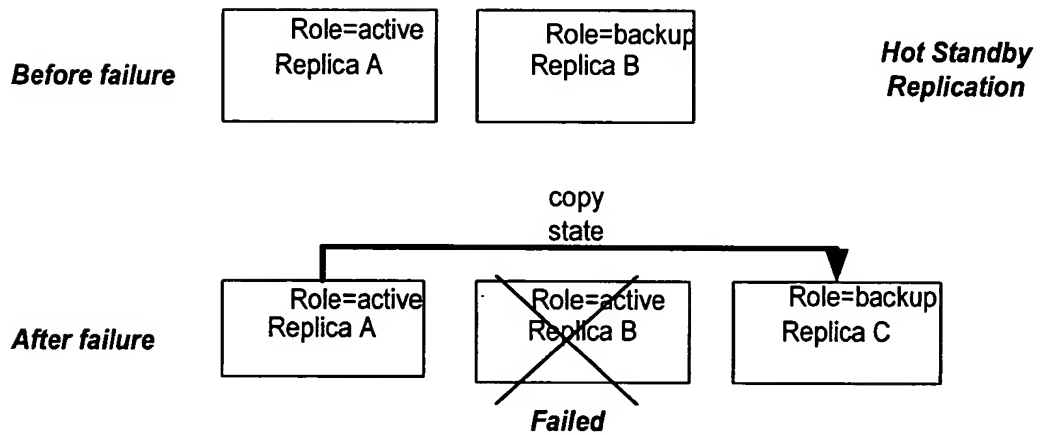 Role=active
Replica A
Role=backup
Replica B
Before failure
Hot Standby
Replication
copy
state
Role=active
Replica A
Role=active
Replica B
Role=backup
Replica C
After failure
Failed